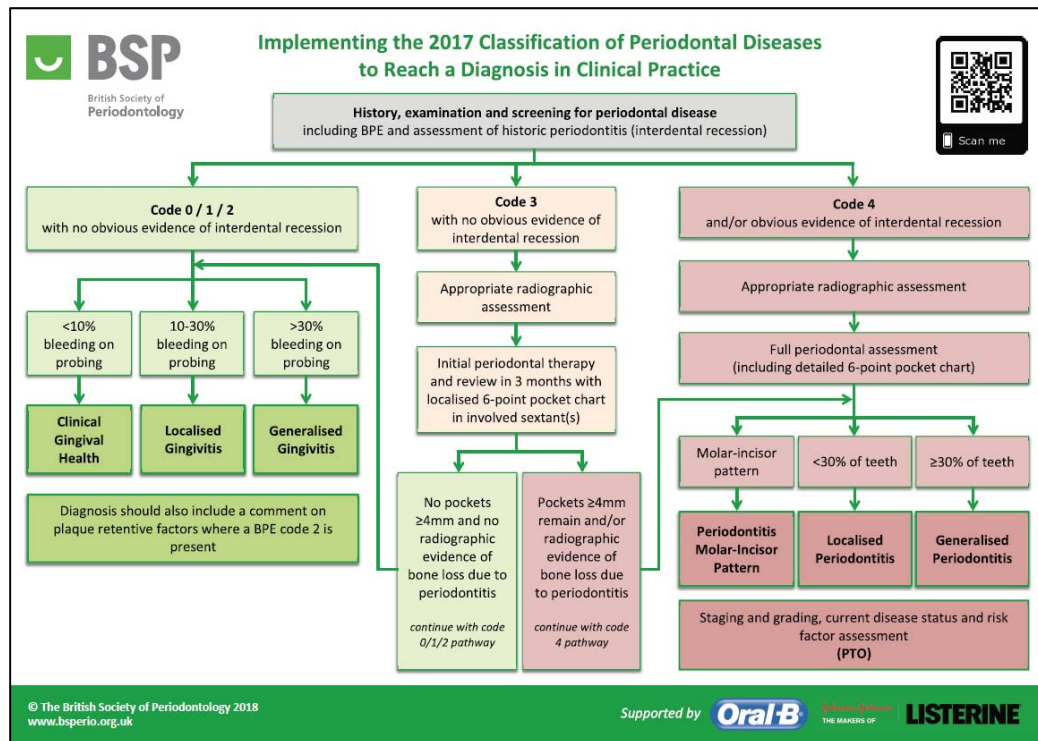 BSP
British Society of
Periodontology
Implementing the 2017 Classification of Periodontal Diseases
to Reach a Diagnosis in Clinical Practice
Scan me
History, examination and screening for periodontal disease
including BPE and assessment of historic periodontitis (interdental recession)
Code 0 / 1 / 2
with no obvious evidence of interdental recession
<10%
bleeding on
probing
10-30%
bleeding on
probing
>30%
bleeding on
probing
Clinical
Gingival
Health
Localised
Gingivitis
Generalised
Gingivitis
Diagnosis should also include a comment on
plaque retentive factors where a BPE code 2 is
present
Code 3
with no obvious evidence of
interdental recession
Appropriate radiographic
assessment
Initial periodontal therapy
and review in 3 months with
localised 6-point pocket chart
in involved sextant(s)
No pockets
≥4mm and no
radiographic
evidence of
bone loss due to
periodontitis
continue with code
0/1/2 pathway
Pockets ≥4mm
remain and/or
radiographic
evidence of
bone loss due
to periodontitis
continue with code
4 pathway
Code 4
and/or obvious evidence of interdental recession
Appropriate radiographic assessment
Full periodontal assessment
(including detailed 6-point pocket chart)
Molar-incisor
pattern
<30% of teeth
≥30% of teeth
Periodontitis
Molar-Incisor
Pattern
Localised
Periodontitis
Generalised
Periodontitis
Staging and grading, current disease status and risk
factor assessment
(PTO)
© The British Society of Periodontology 2018
www.bsperio.org.uk
Supported by
Oral-B
Johnson & Johnson
THE MAKERS OF
LISTERINE